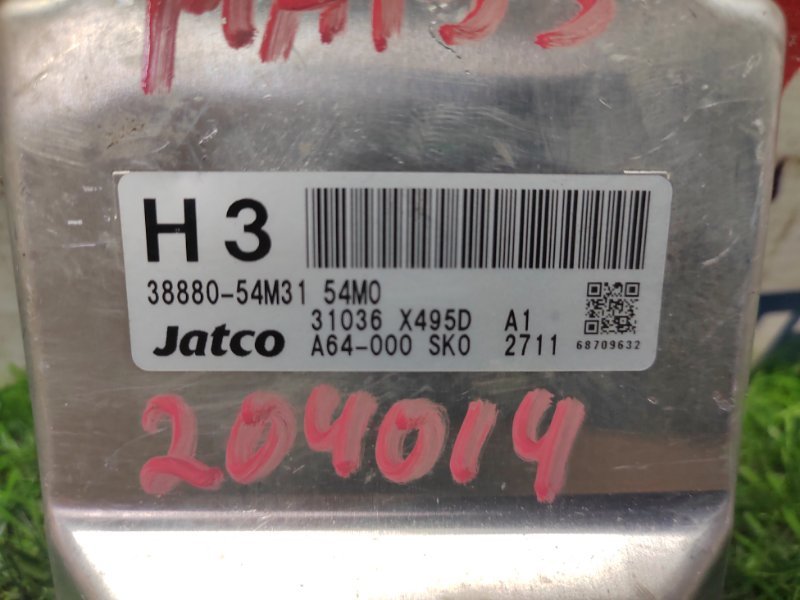 H 3
38880-54M31 54M0
31036 X495D A1
Jatco A64-000 SK0 2711
68709632
204014